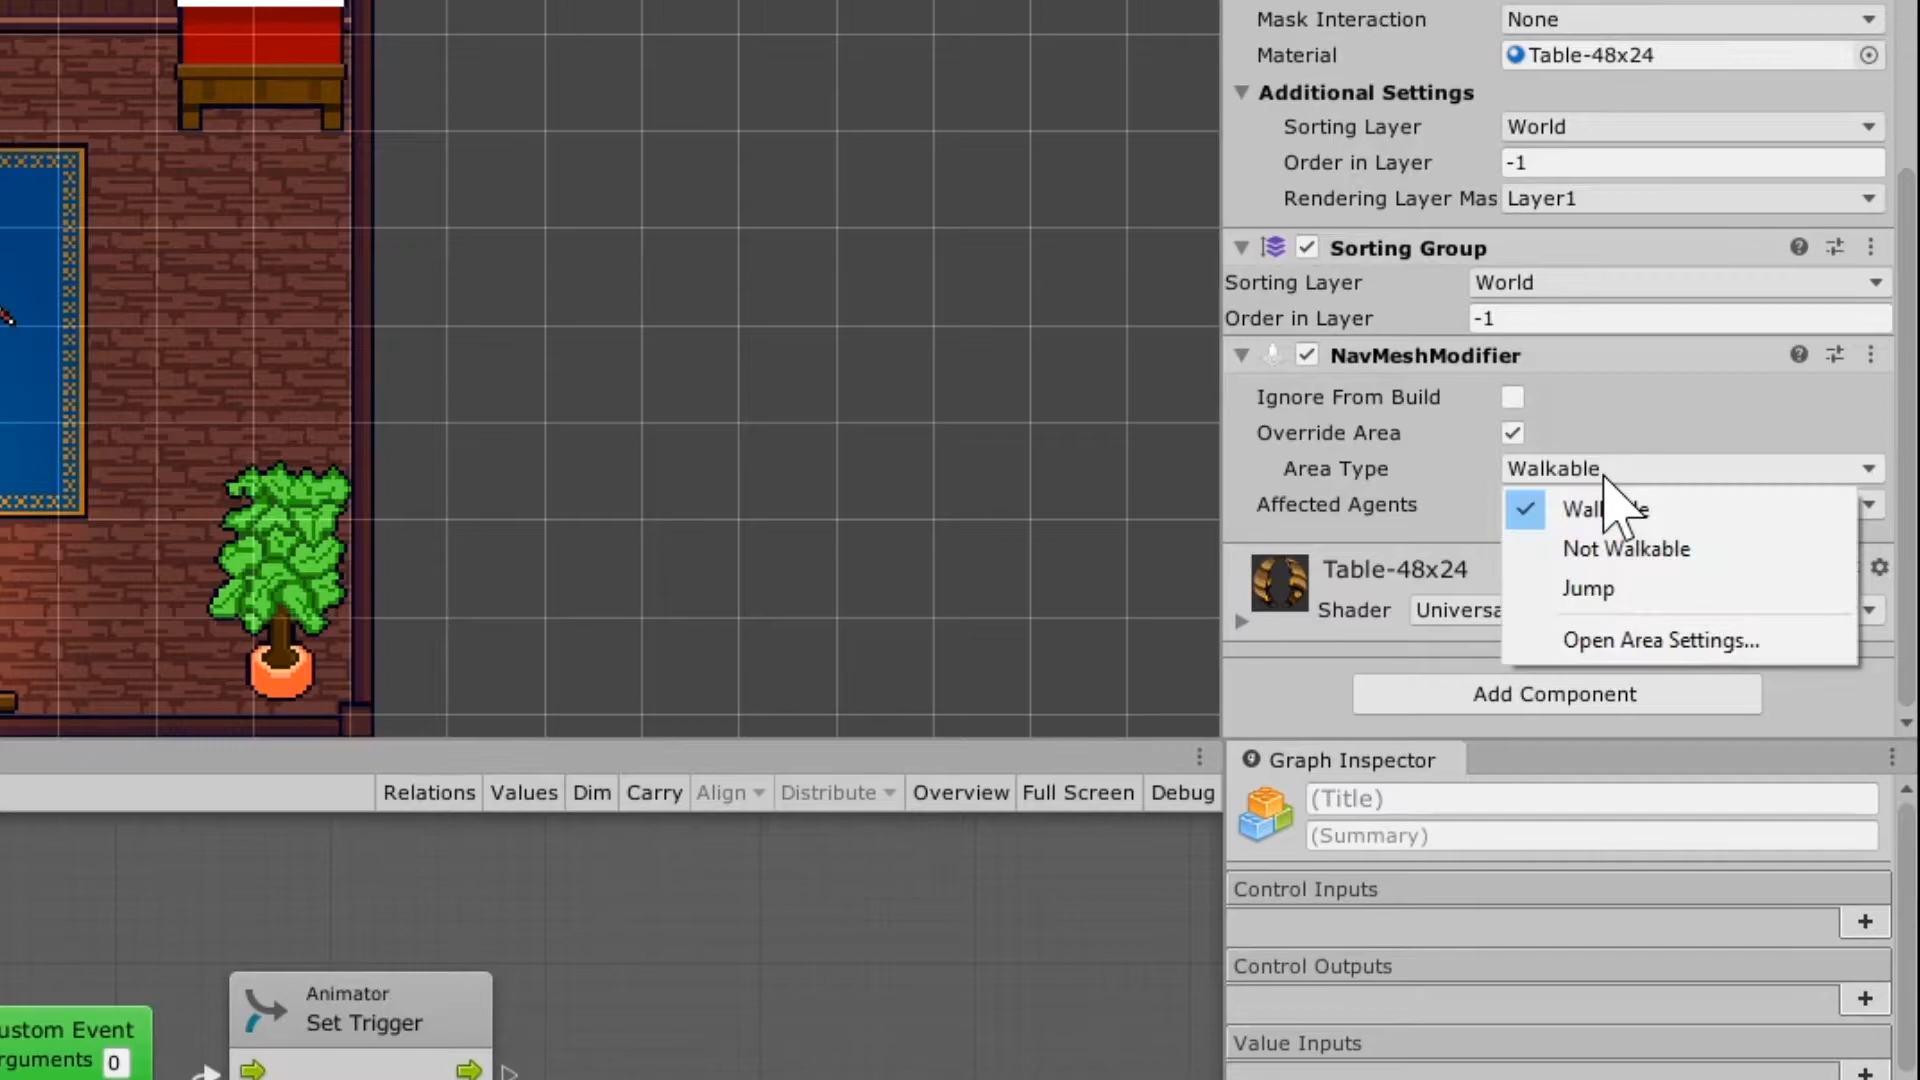 Mask Interaction None
Material Table-48x24
Additional Settings
Sorting Layer World
Order in Layer -1
Rendering Layer Mas Layer1
Sorting Group
Sorting Layer World
Order in Layer -1
NavMeshModifier
Ignore From Build
Override Area
Area Type Walkable
Affected Agents
Not Walkable
Jump
Open Area Settings...
Table-48x24
Shader Universa
Add Component
Relations Values Dim Carry Align Distribute Overview Full Screen Debug
Graph Inspector
(Title)
(Summary)
Control Inputs
+
Control Outputs
+
Value Inputs
+
Animator
Set Trigger
ustom Event
rguments 0